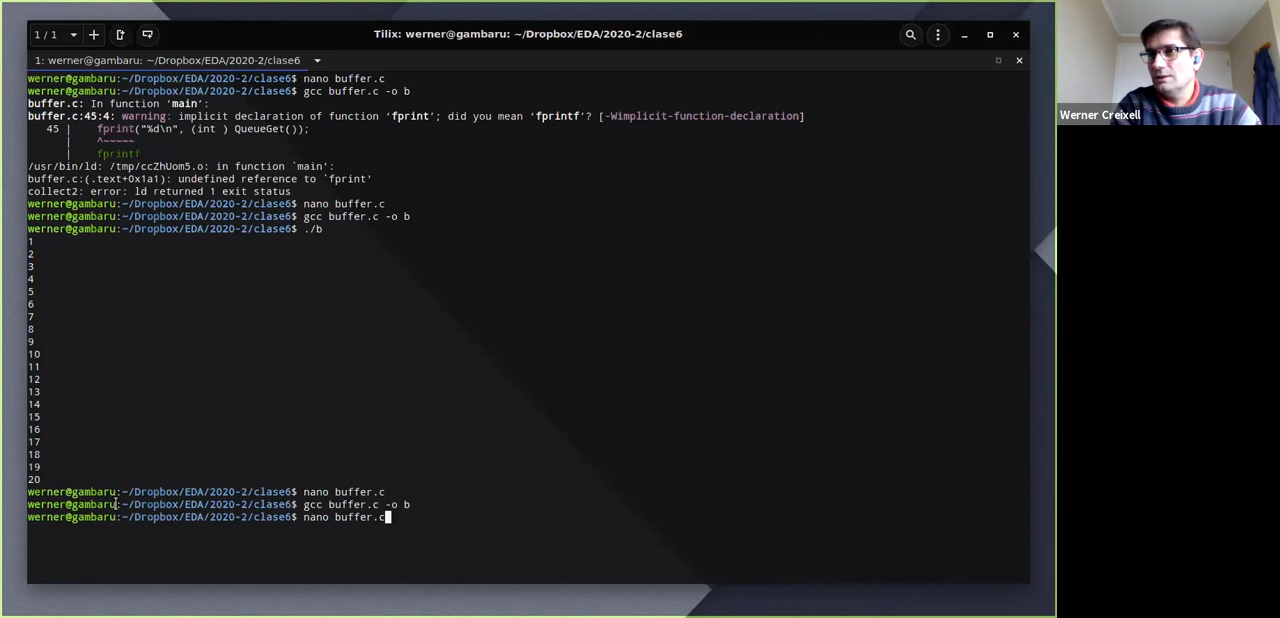 1 / 1
Tilix: werner@gambaru: ~/Dropbox/EDA/2020-2/clase6
1: werner@gambaru: ~/Dropbox/EDA/2020-2/clase6
werner@gambaru:~/Dropbox/EDA/2020-2/clase6$ nano buffer.c
werner@gambaru:~/Dropbox/EDA/2020-2/clase6$ gcc buffer.c -o b
buffer.c: In function ‘main’:
buffer.c:45:4: warning: implicit declaration of function ‘fprint’; did you mean ‘fprintf’? [-Wimplicit-function-declaration]
45 | fprint("%d\n", (int ) QueueGet());
| ^~~~~~
| fprintf
/usr/bin/ld: /tmp/ccZhUom5.o: in function `main':
buffer.c:(.text+0x1a1): undefined reference to `fprint'
collect2: error: ld returned 1 exit status
werner@gambaru:~/Dropbox/EDA/2020-2/clase6$ nano buffer.c
werner@gambaru:~/Dropbox/EDA/2020-2/clase6$ gcc buffer.c -o b
werner@gambaru:~/Dropbox/EDA/2020-2/clase6$ ./b
1
2
3
4
5
6
7
8
9
10
11
12
13
14
15
16
17
18
19
20
werner@gambaru:~/Dropbox/EDA/2020-2/clase6$ nano buffer.c
werner@gambaru:~/Dropbox/EDA/2020-2/clase6$ gcc buffer.c -o b
werner@gambaru:~/Dropbox/EDA/2020-2/clase6$ nano buffer.c
Werner Creixell